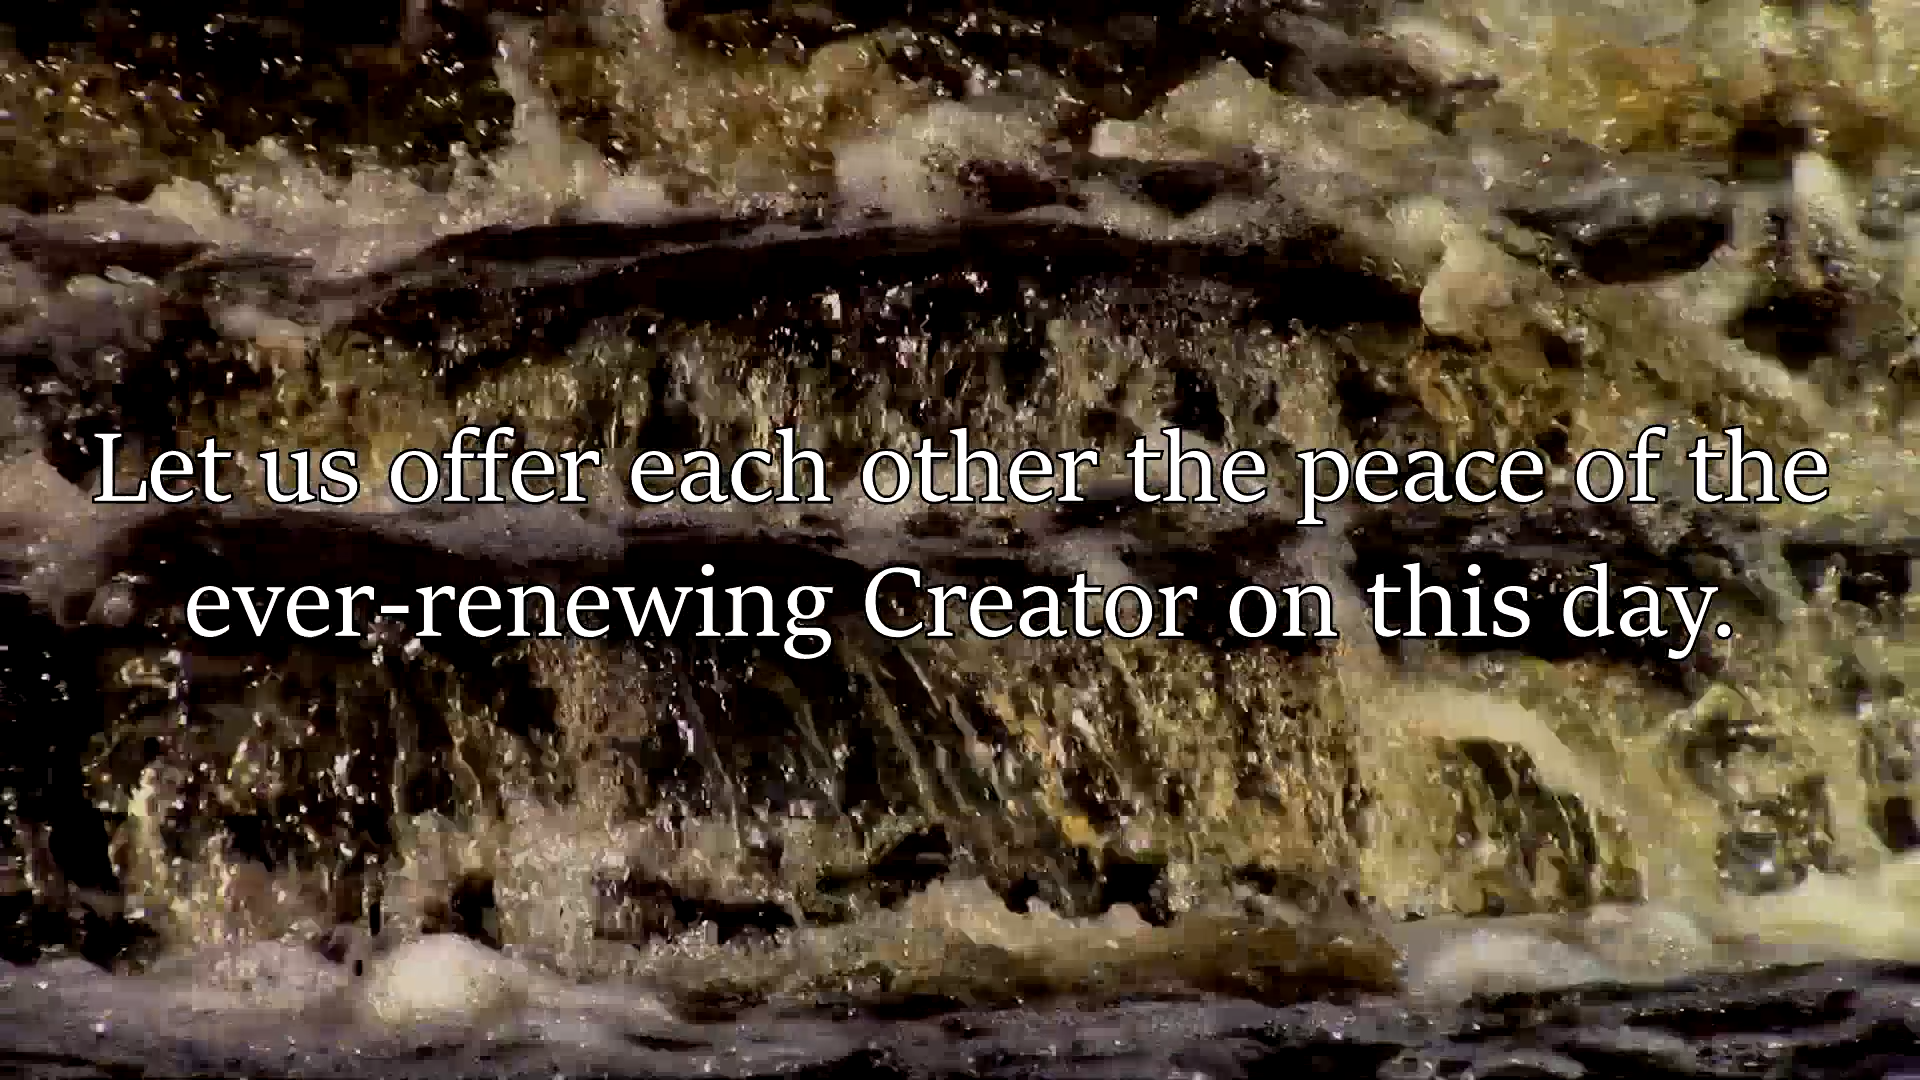 Let us offer each other the peace of the
ever-renewing Creator on this day.